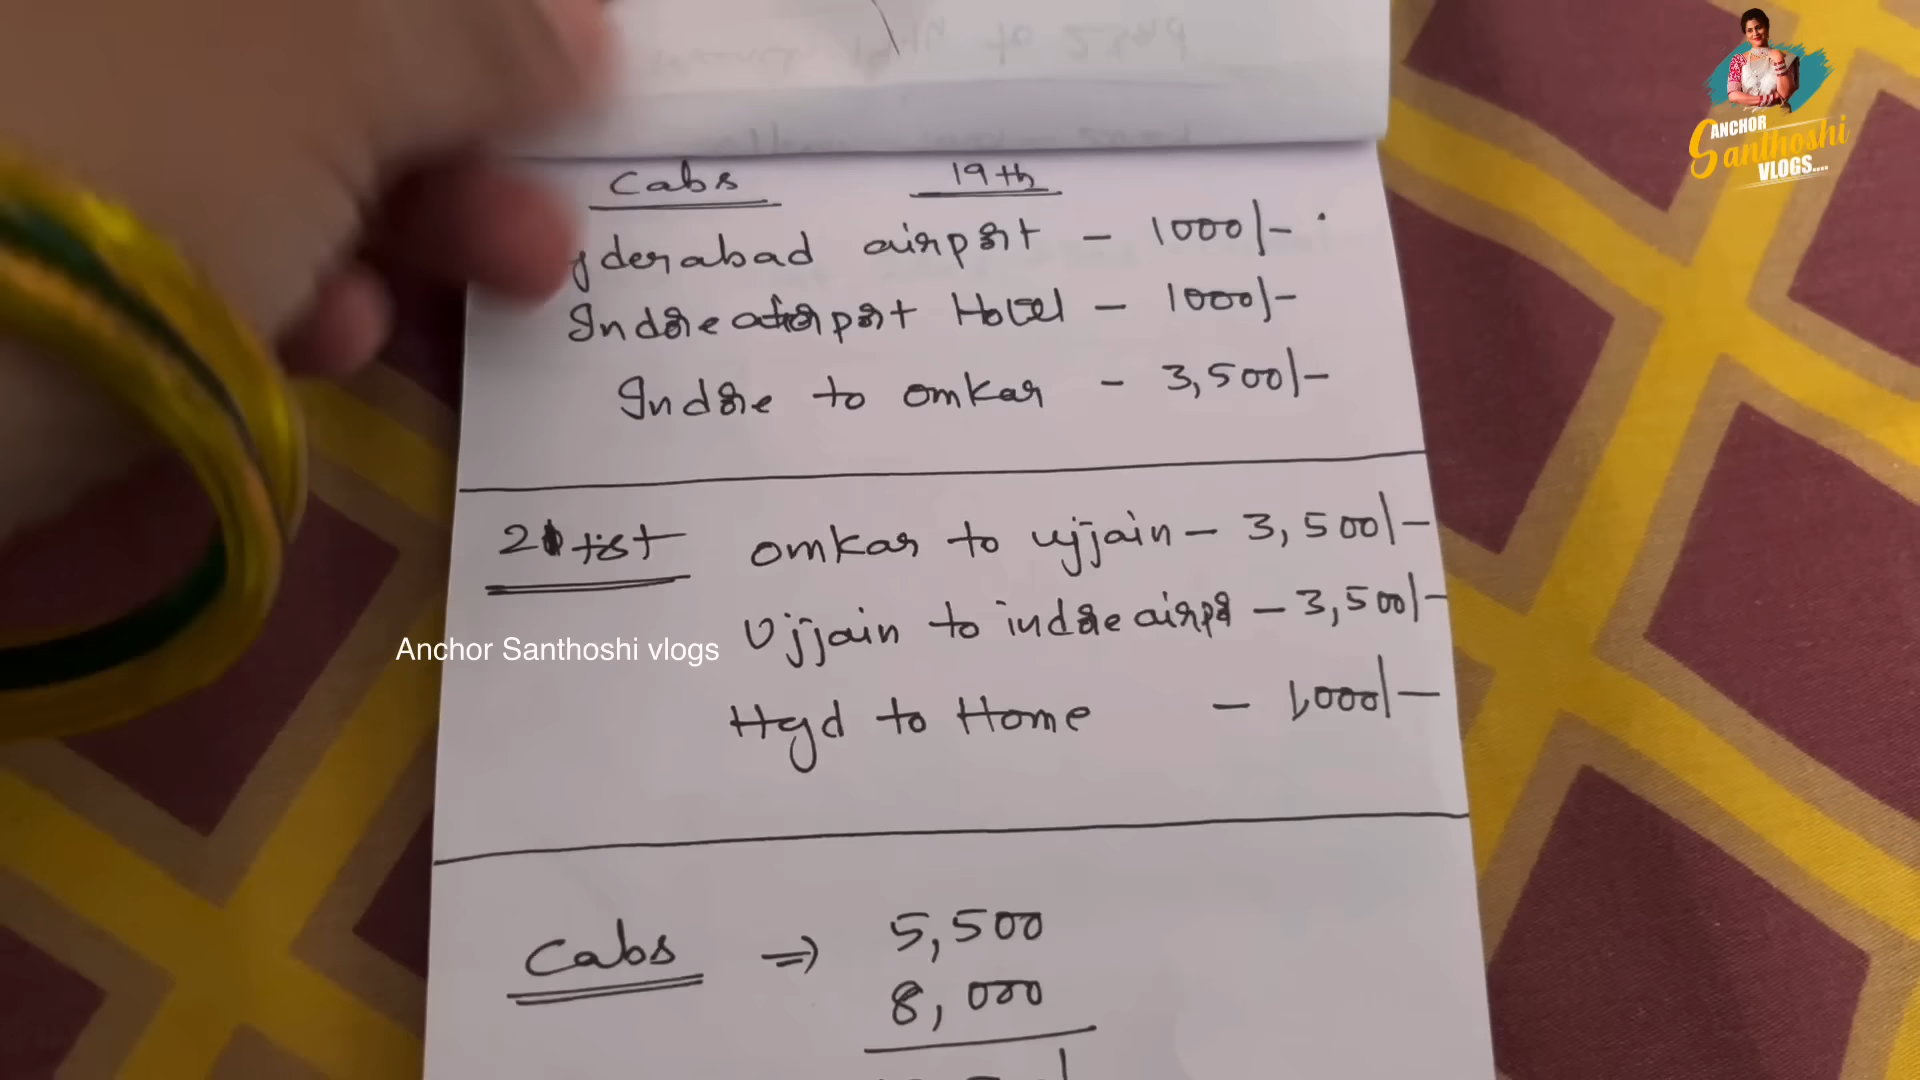 Cabs 19th
yderabad airport - 1000/-
Indore airport Hotel - 1000/-
Indore to omkar - 3,500/-
21st omkar to ujjain - 3,500/-
Ujjain to indore airpo - 3,500/-
Hyd to Home - 1,000/-
Cabs ⇒ 5,500
8,000
Anchor Santhoshi vlogs
ANCHOR
Santhoshi
VLOGS....